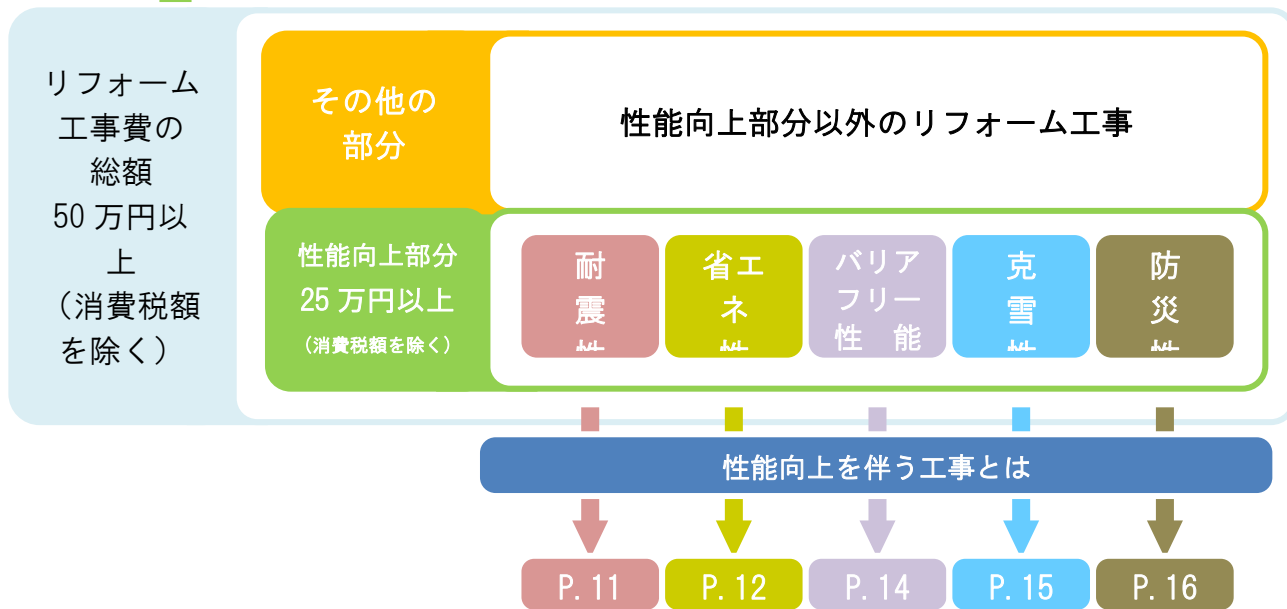 リフォーム
工事費の
総額
50 万円以
上
（消費税額
を除く）
その他の
部分
性能向上部分以外のリフォーム工事
性能向上部分
25 万円以上
（消費税額を除く）
耐
震
省エ
ネ
バリア
フリー
性 能
克
雪
防
災
性能向上を伴う工事とは
P. 11
P. 12
P. 14
P. 15
P. 16